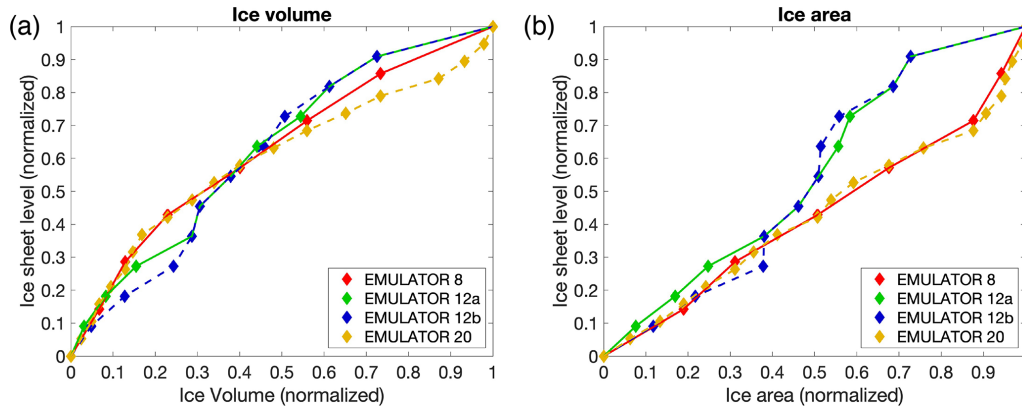 (a)
Ice volume
Ice sheet level (normalized)
1
0.9
0.8
0.7
0.6
0.5
0.4
0.3
0.2
0.1
0
EMULATOR 8
EMULATOR 12a
EMULATOR 12b
EMULATOR 20
0 0.1 0.2 0.3 0.4 0.5 0.6 0.7 0.8 0.9 1
Ice Volume (normalized)
(b)
Ice area
Ice sheet level (normalized)
1
0.9
0.8
0.7
0.6
0.5
0.4
0.3
0.2
0.1
0
EMULATOR 8
EMULATOR 12a
EMULATOR 12b
EMULATOR 20
0 0.1 0.2 0.3 0.4 0.5 0.6 0.7 0.8 0.9
Ice area (normalized)